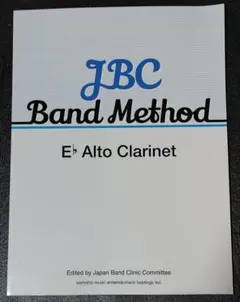 JBC
Band Method
E♭ Alto Clarinet
Edited by Japan Band Clinic Committee
yamaha music entertainment holdings, inc.